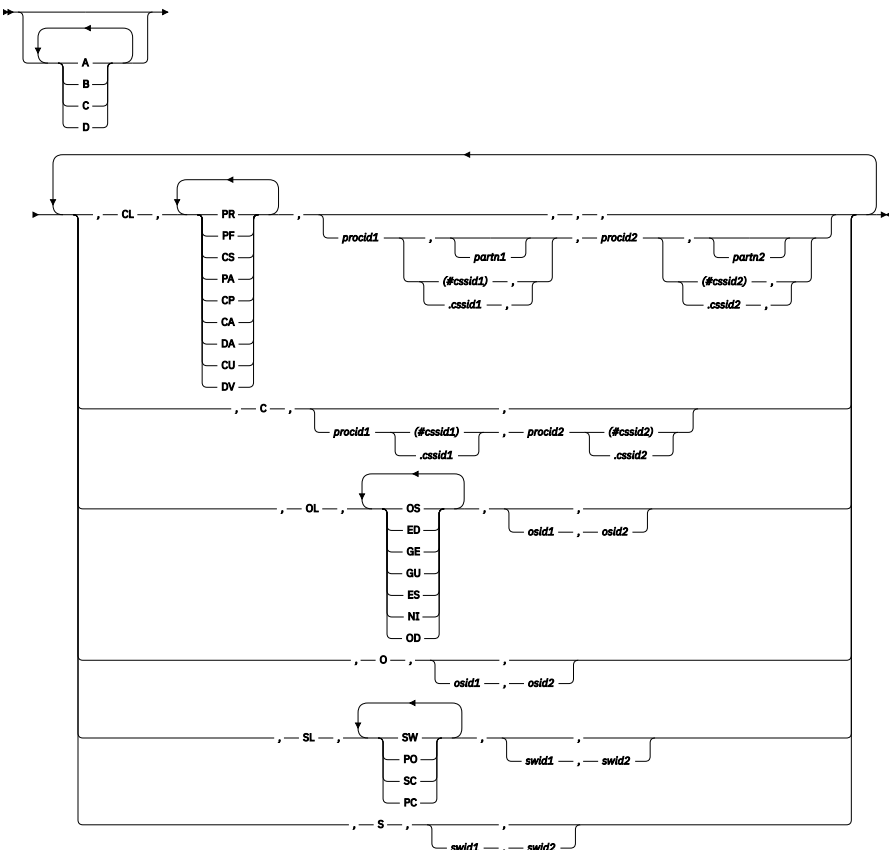 A
B
C
D
, CL , PR , , , ,
procid1 , partn1 , procid2 , partn2
PF
CS
(#cssid1) , (#cssid2) ,
PA
.cssid1 , .cssid2 ,
CP
CA
DA
CU
DV
, C , ,
procid1 (#cssid1) , procid2 (#cssid2)
.cssid1 .cssid2
, OL , OS , ,
osid1 , osid2
ED
GE
GU
ES
NI
OD
, O , ,
osid1 , osid2
, SL , SW , ,
swid1 , swid2
PO
SC
PC
, S , ,
swid1 , swid2